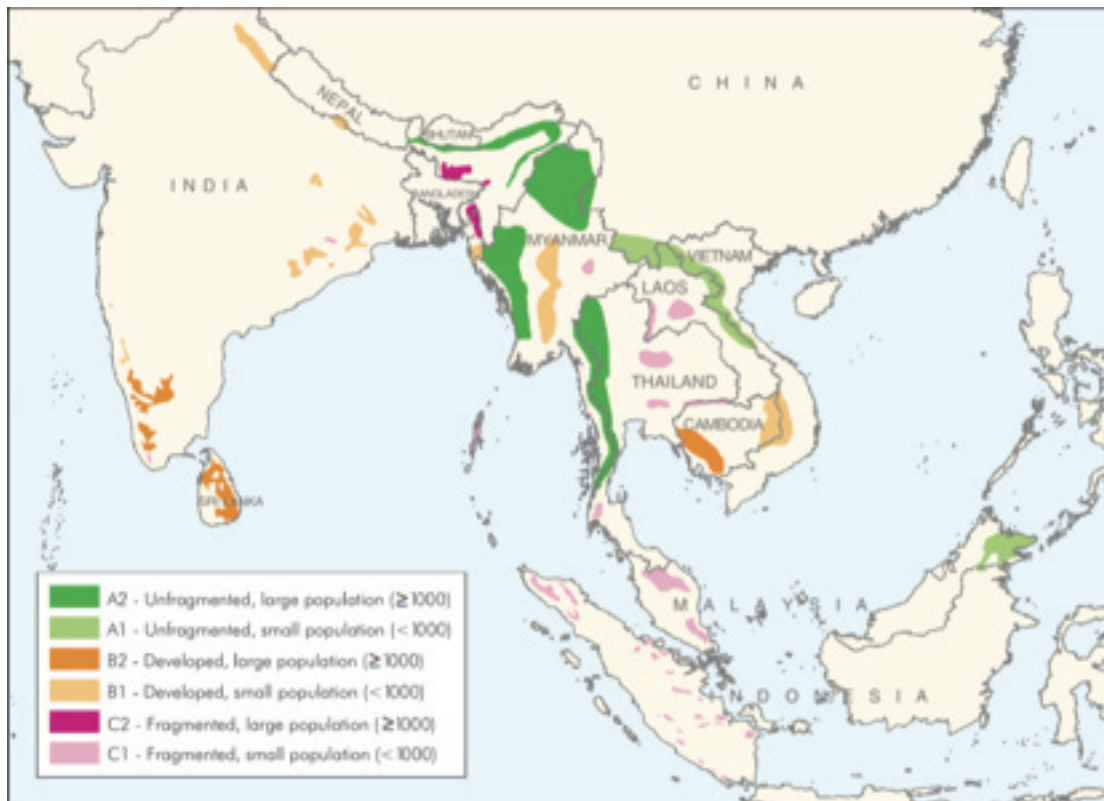 CHINA
NEPAL
BHUTAN
INDIA
BANGLADESH
MYANMAR
VIETNAM
LAOS
THAILAND
CAMBODIA
SRI LANKA
MALAYSIA
INDONESIA
A2 - Unfragmented, large population (≥1000)
A1 - Unfragmented, small population (<1000)
B2 - Developed, large population (≥1000)
B1 - Developed, small population (<1000)
C2 - Fragmented, large population (≥1000)
C1 - Fragmented, small population (<1000)